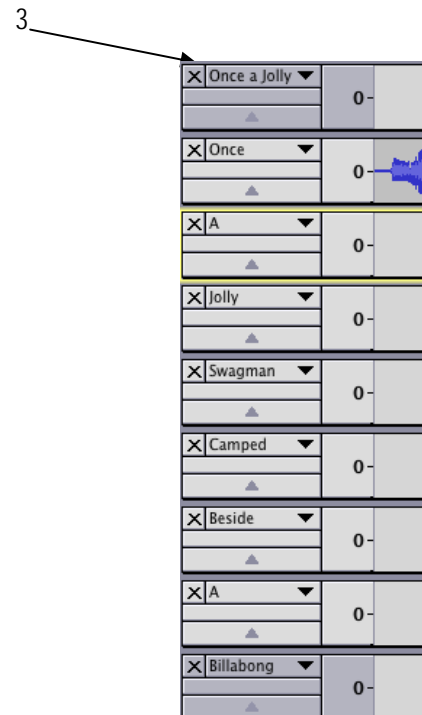 3
Once a Jolly
0-
Once
0-
A
0-
Jolly
0-
Swagman
0-
Camped
0-
Beside
0-
A
0-
Billabong
0-